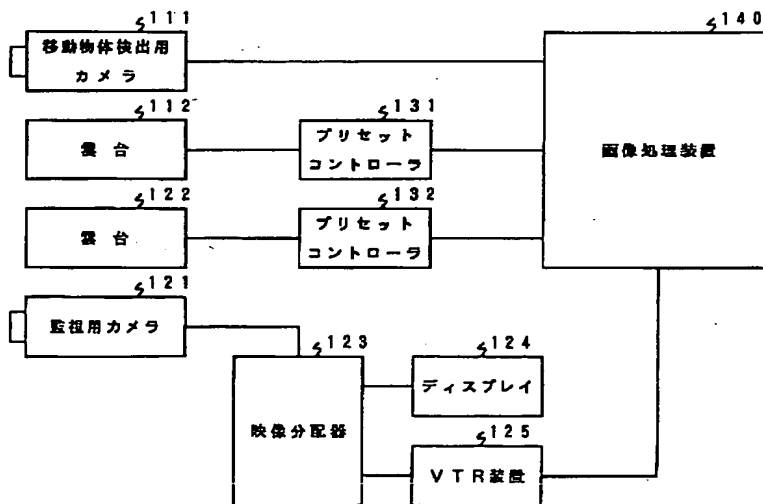 111
移動物体検出用
カメラ
112
雲台
131
プリセット
コントローラ
140
画像処理装置
122
雲台
132
プリセット
コントローラ
121
監視用カメラ
123
映像分配器
124
ディスプレイ
125
VTR装置